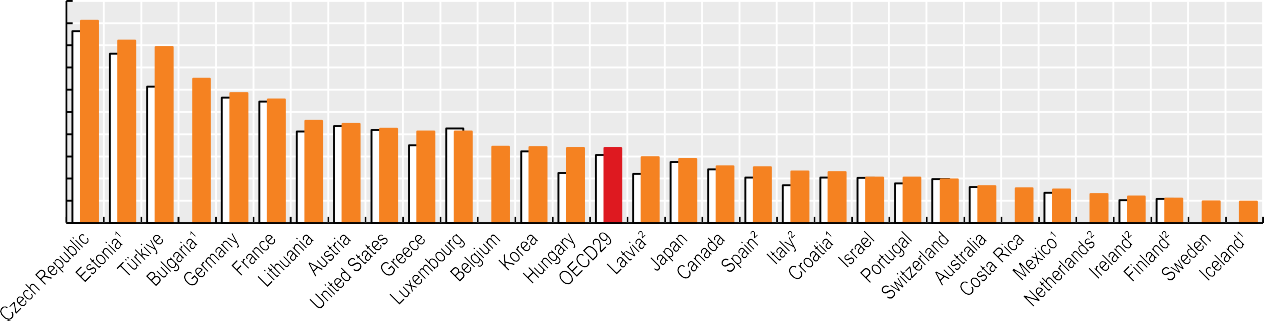 Czech Republic
Estonia¹
Türkiye
Bulgaria¹
Germany
France
Lithuania
Austria
United States
Greece
Luxembourg
Belgium
Korea
Hungary
OECD29
Latvia²
Japan
Canada
Spain²
Italy²
Croatia¹
Israel
Portugal
Switzerland
Australia
Costa Rica
Mexico¹
Netherlands²
Ireland²
Finland²
Sweden
Iceland¹